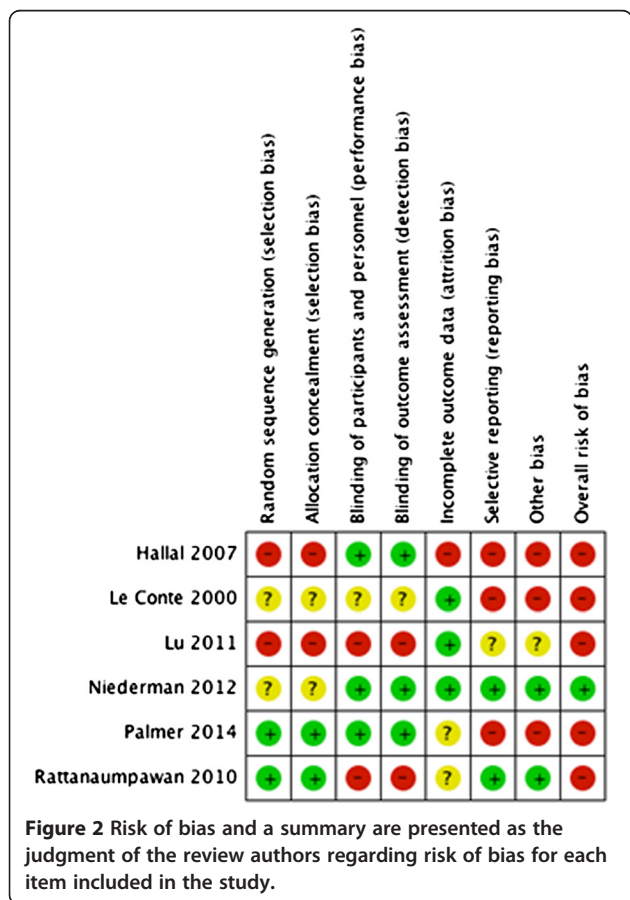 Random sequence generation (selection bias)
Allocation concealment (selection bias)
Blinding of participants and personnel (performance bias)
Blinding of outcome assessment (detection bias)
Incomplete outcome data (attrition bias)
Selective reporting (reporting bias)
Other bias
Overall risk of bias
Hallal 2007 - - + + - - - -
Le Conte 2000 ? ? ? ? + - - -
Lu 2011 - - - - + ? ? -
Niederman 2012 ? ? + + + + + +
Palmer 2014 + + + + ? - - -
Rattanaumpawan 2010 + + - - ? + + -
Figure 2 Risk of bias and a summary are presented as the
judgment of the review authors regarding risk of bias for each
item included in the study.